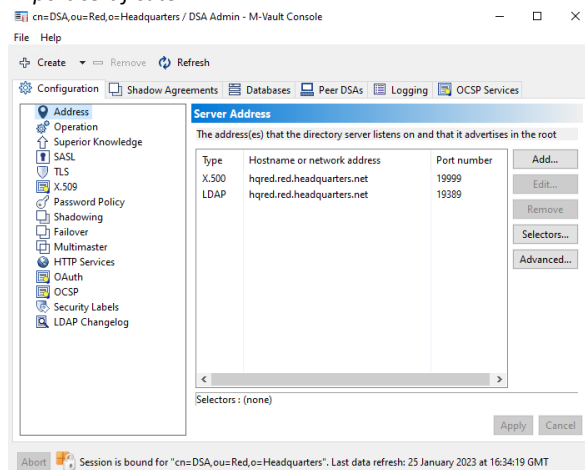 cn=DSA,ou=Red,o=Headquarters / DSA Admin - M-Vault Console
File Help
Create Remove Refresh
Configuration Shadow Agreements Databases Peer DSAs Logging OCSP Services
Address
Operation
Superior Knowledge
SASL
TLS
X.509
Password Policy
Shadowing
Failover
Multimaster
HTTP Services
OAuth
OCSP
Security Labels
LDAP Changelog
Server Address
The address(es) that the directory server listens on and that it advertises in the root
Type Hostname or network address Port number
X.500 hqred.red.headquarters.net 19999
LDAP hqred.red.headquarters.net 19389
Add...
Edit...
Remove
Selectors...
Advanced...
Selectors : (none)
Apply Cancel
Abort Session is bound for "cn=DSA,ou=Red,o=Headquarters". Last data refresh: 25 January 2023 at 16:34:19 GMT